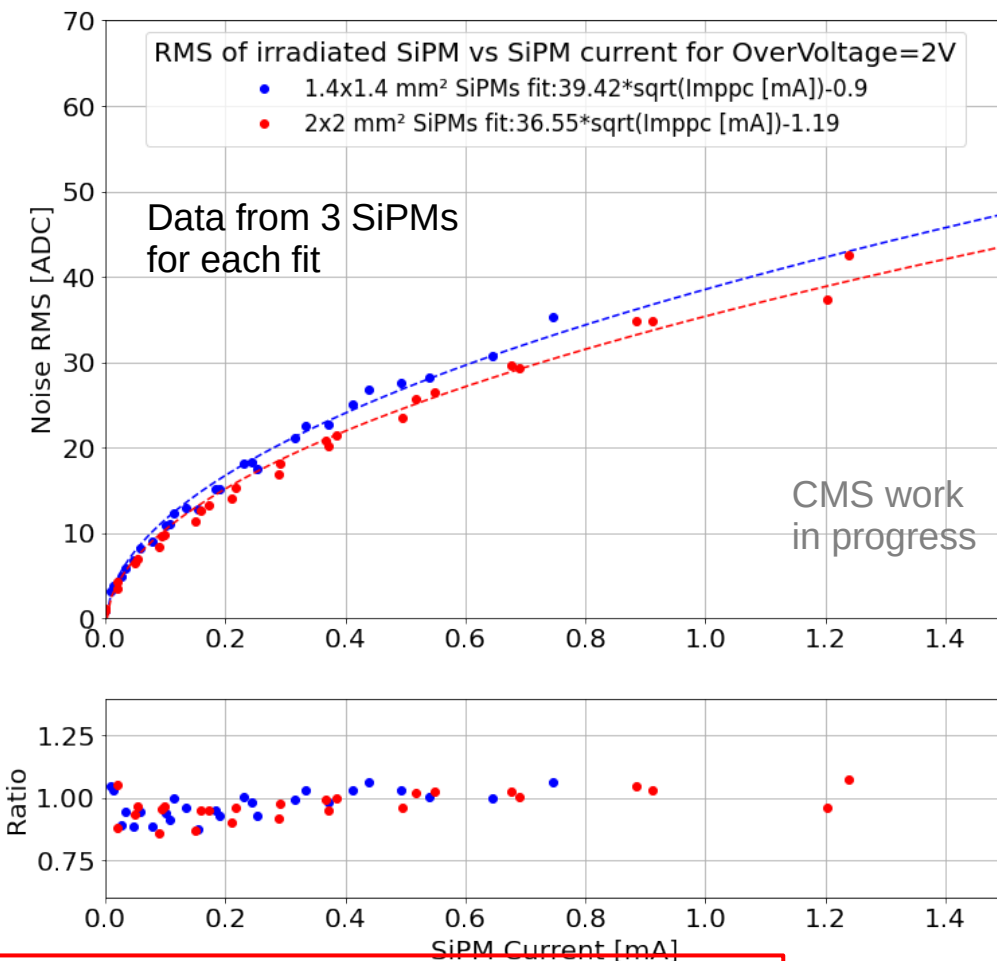 70
RMS of irradiated SiPM vs SiPM current for OverVoltage=2V
1.4x1.4 mm² SiPMs fit:39.42*sqrt(Imppc [mA])-0.9
60
2x2 mm² SiPMs fit:36.55*sqrt(Imppc [mA])-1.19
50
Data from 3 SiPMs
for each fit
Noise RMS [ADC]
40
30
20
CMS work
in progress
10
0
0.0 0.2 0.4 0.6 0.8 1.0 1.2 1.4
1.25
Ratio
1.00
0.75
0.0 0.2 0.4 0.6 0.8 1.0 1.2 1.4
SiPM Current [mA]